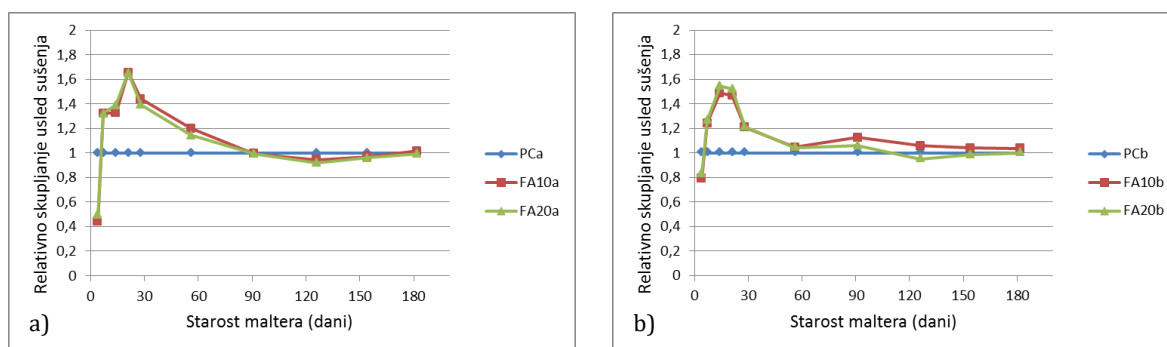 Relativno skupljanje usled sušenja
2
1,8
1,6
1,4
1,2
1
0,8
0,6
0,4
0,2
0
0 30 60 90 120 150 180
Starost maltera (dani)
PCa
FA10a
FA20a
a)
Relativno skupljanje usled sušenja
2
1,8
1,6
1,4
1,2
1
0,8
0,6
0,4
0,2
0
0 30 60 90 120 150 180
Starost maltera (dani)
PCb
FA10b
FA20b
b)